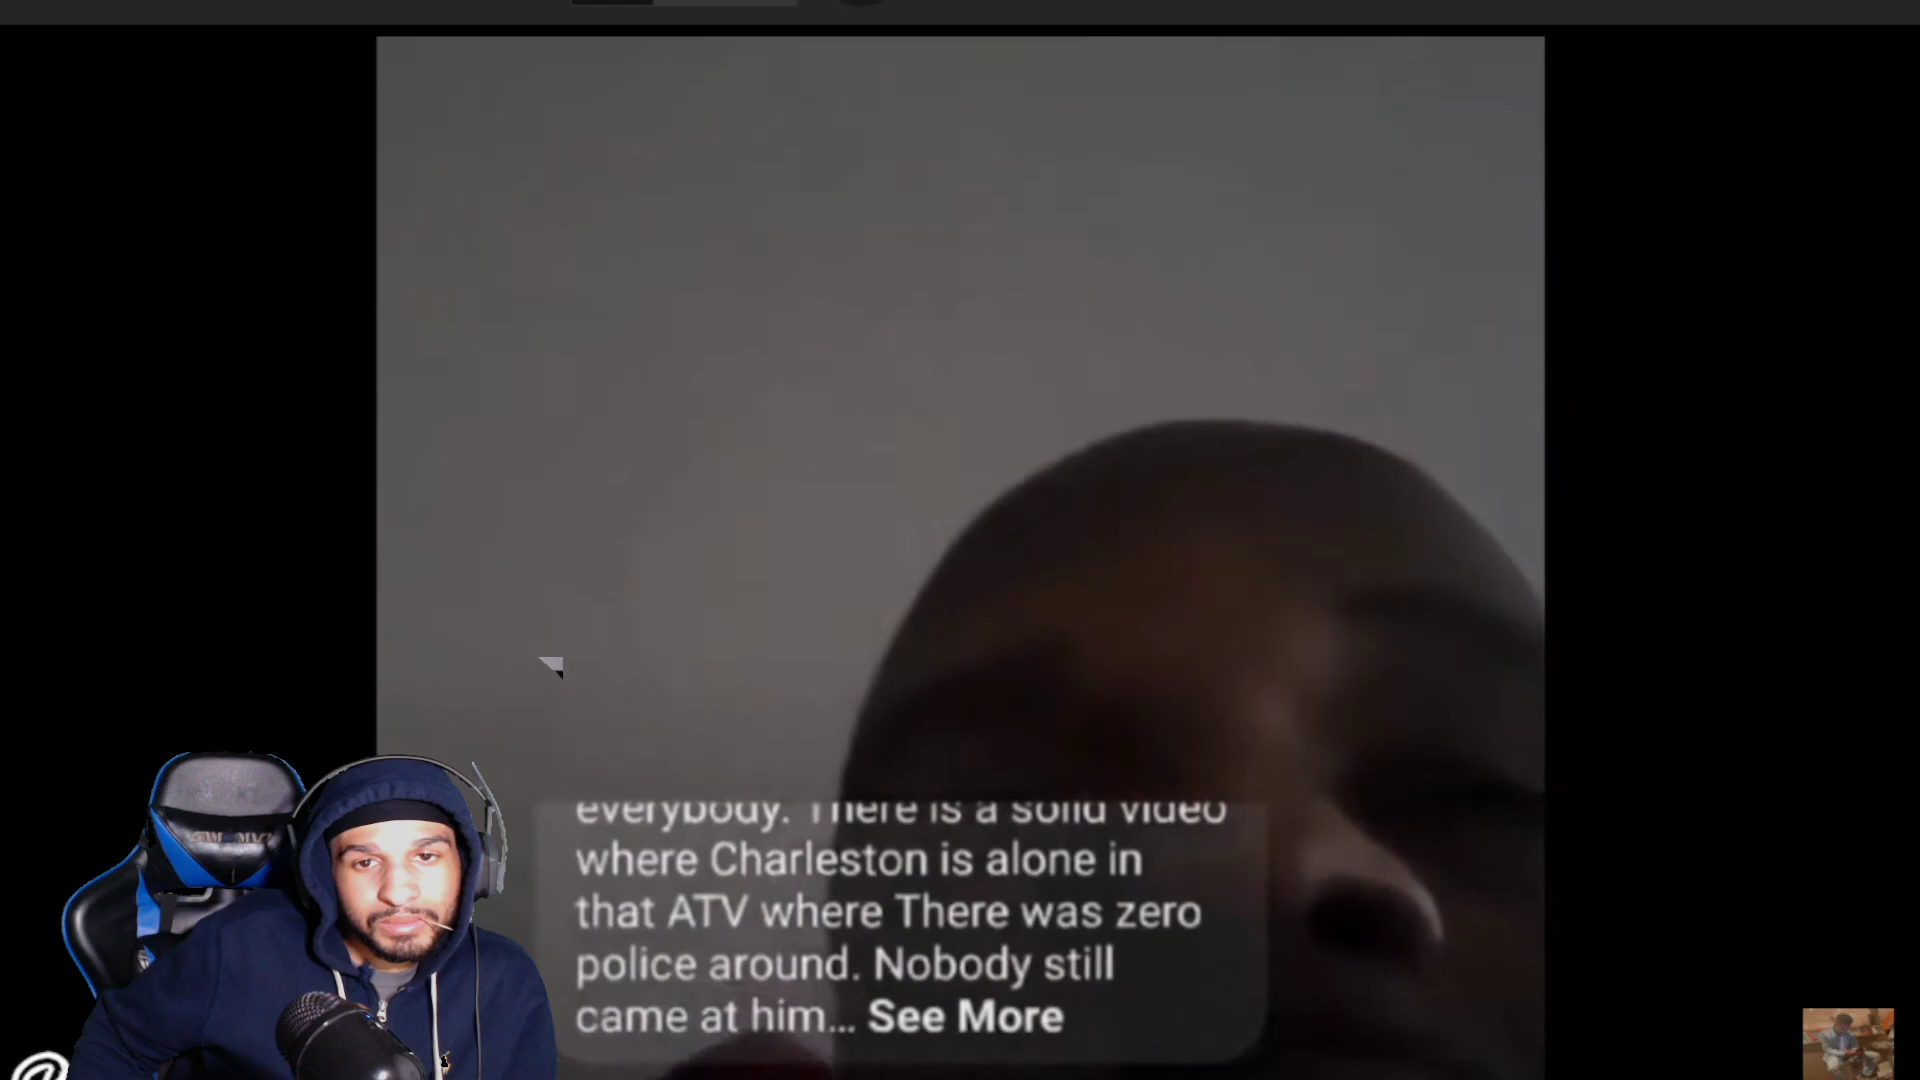 everybody. There is a solid video
where Charleston is alone in
that ATV where There was zero
police around. Nobody still
came at him... See More
@